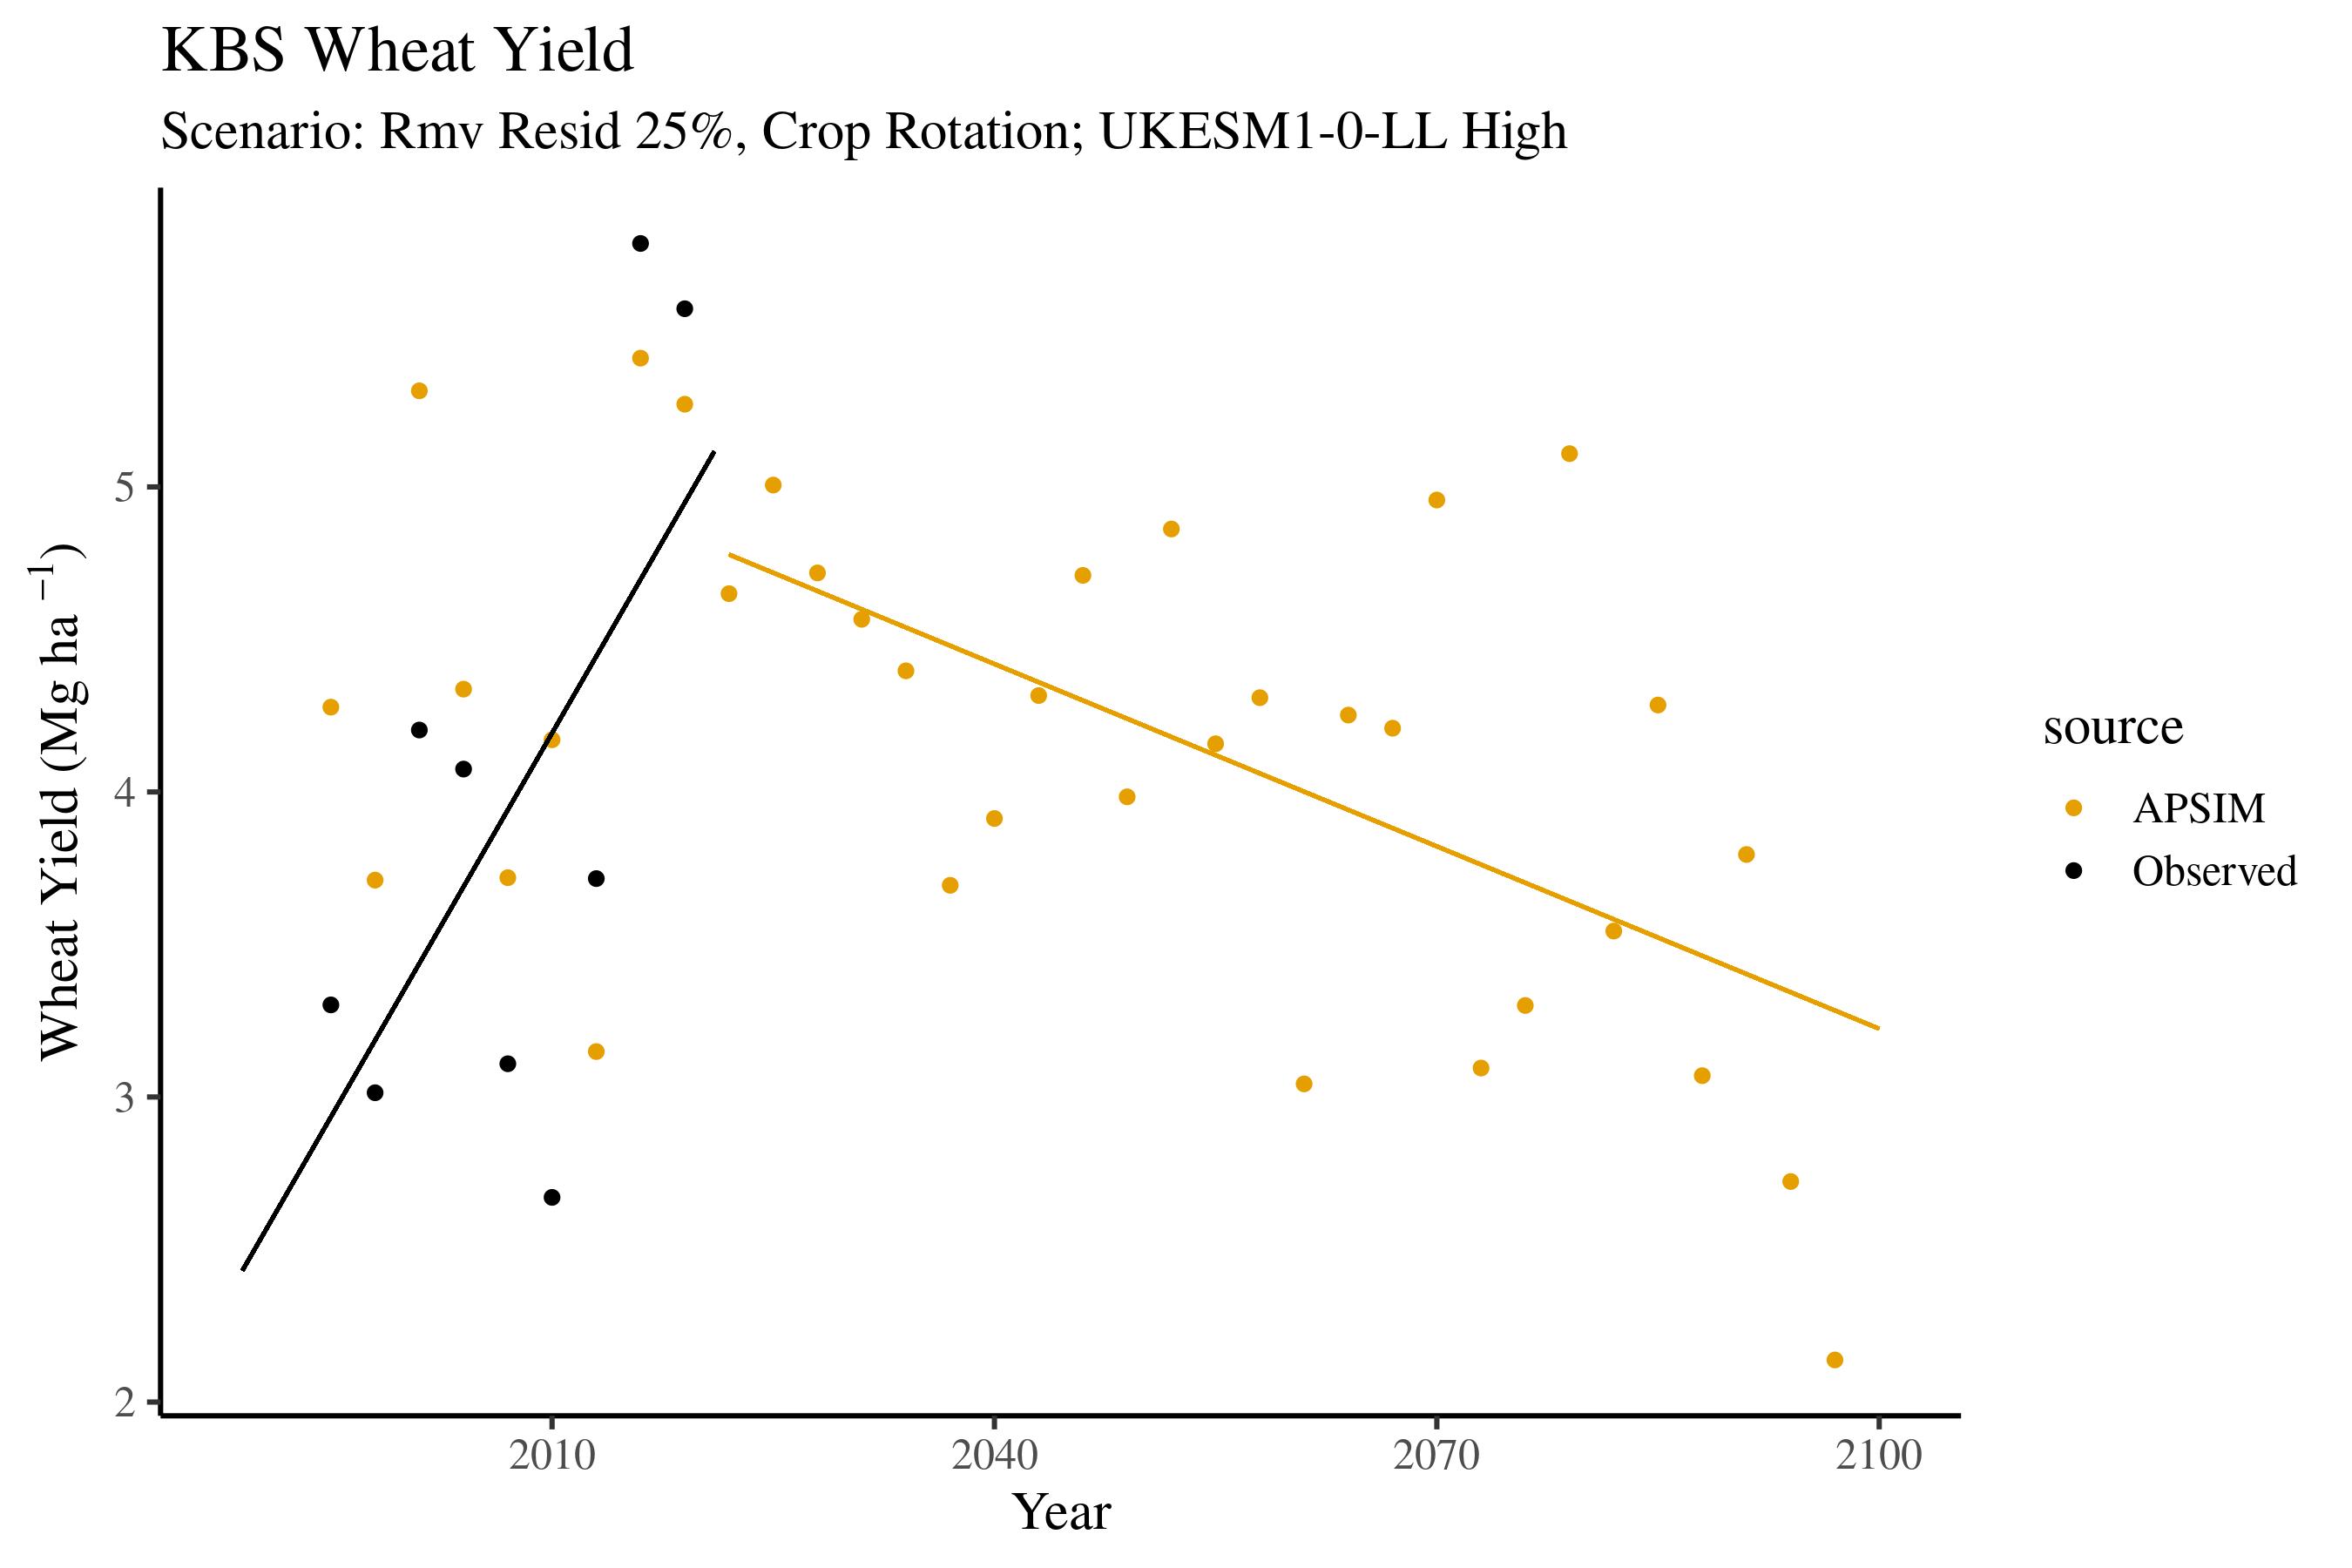 KBS Wheat Yield
Scenario: Rmv Resid 25%, Crop Rotation; UKESM1-0-LL High
Wheat Yield (Mg ha −1)
5
4
3
2
2010
2040
2070
2100
Year
source
APSIM
Observed